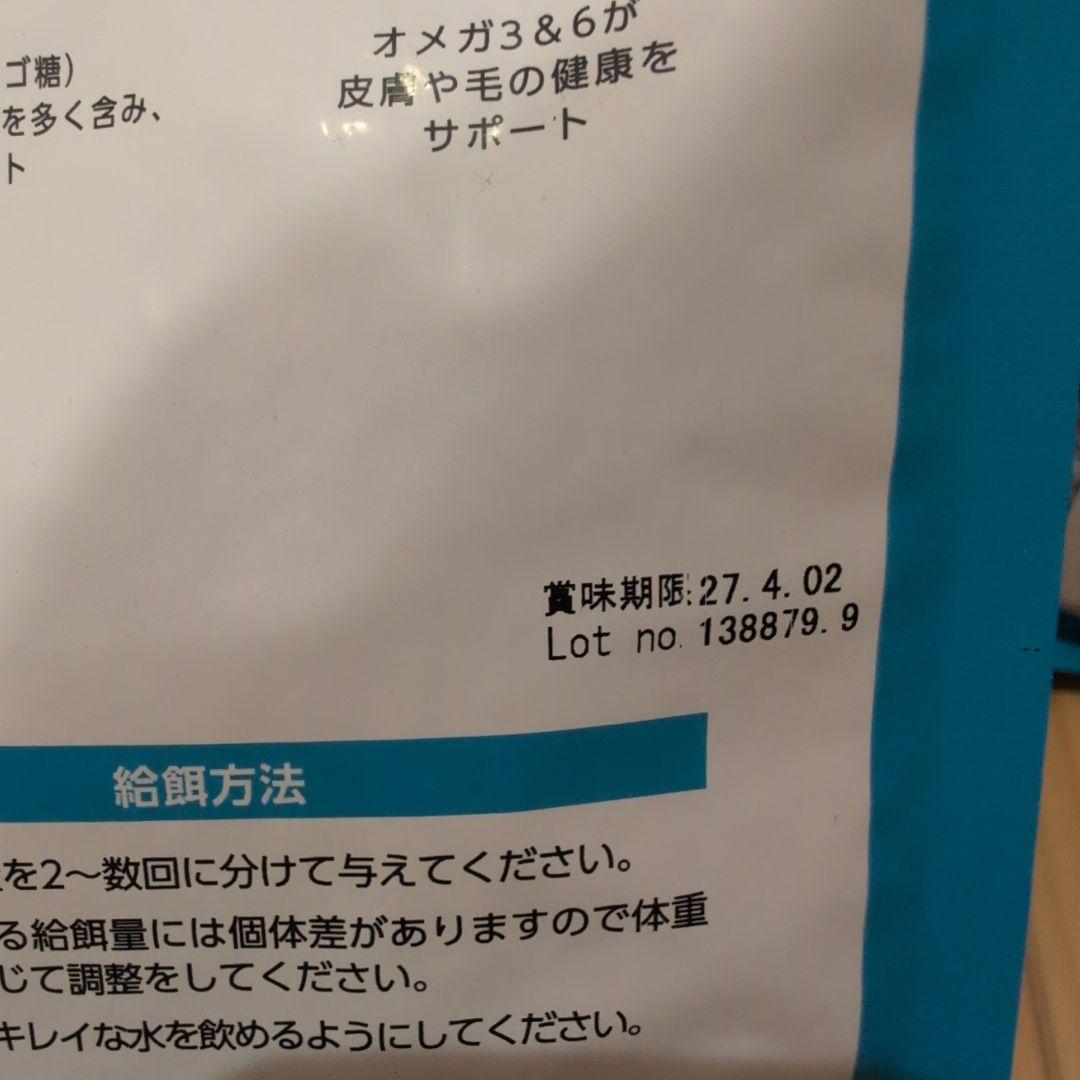 ゴ糖)
を多く含み、
ト
オメガ3&6が
皮膚や毛の健康を
サポート
賞味期限:27.4.02
Lot no.138879.9
給餌方法
を2〜数回に分けて与えてください。
る給餌量には個体差がありますので体重
じて調整をしてください。
キレイな水を飲めるようにしてください。